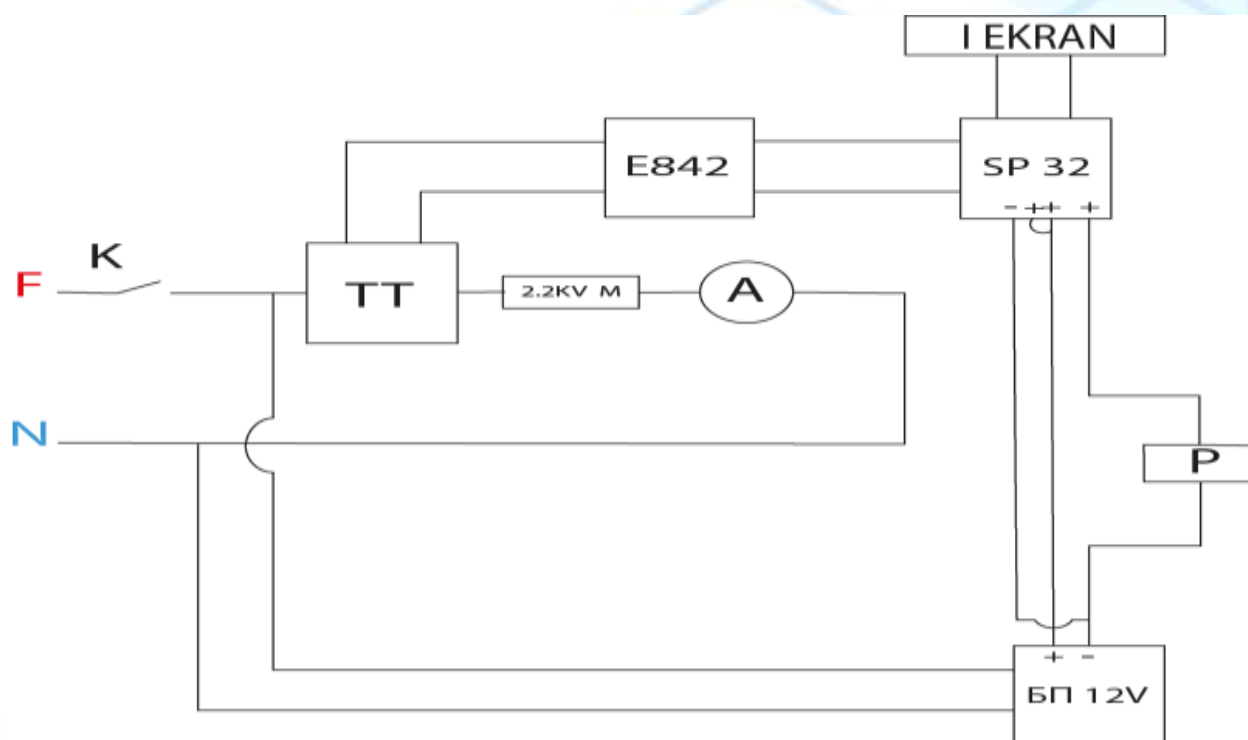 I EKRAN
E842
SP 32
- ++ +
K
F
TT
2.2KV M
A
N
P
+ -
БП 12V